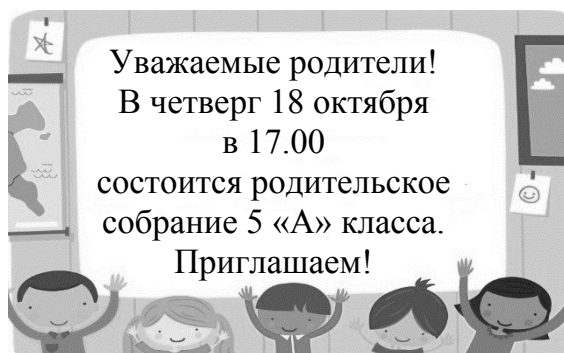 Уважаемые родители!
В четверг 18 октября
в 17.00
состоится родительское
собрание 5 «А» класса.
Приглашаем!